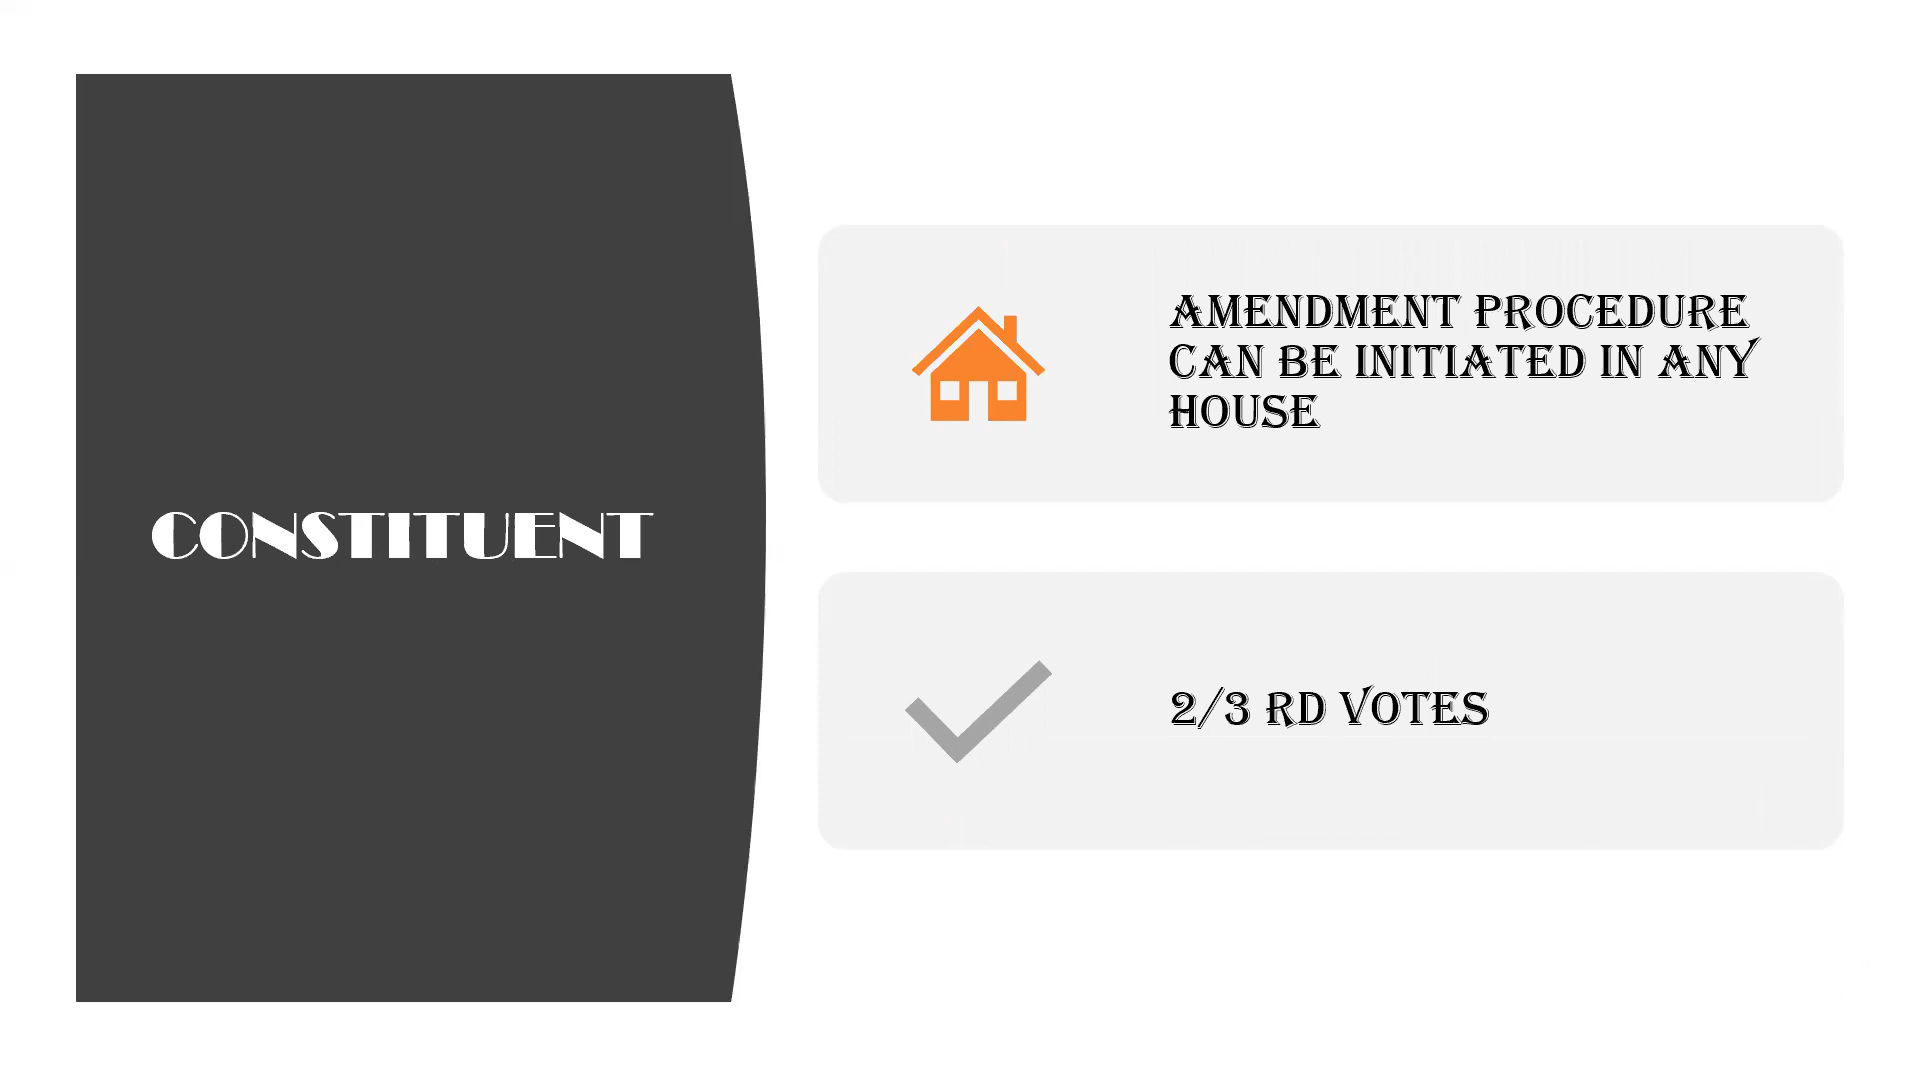 CONSTITUENT
AMENDMENT PROCEDURE
CAN BE INITIATED IN ANY
HOUSE
2/3 RD VOTES